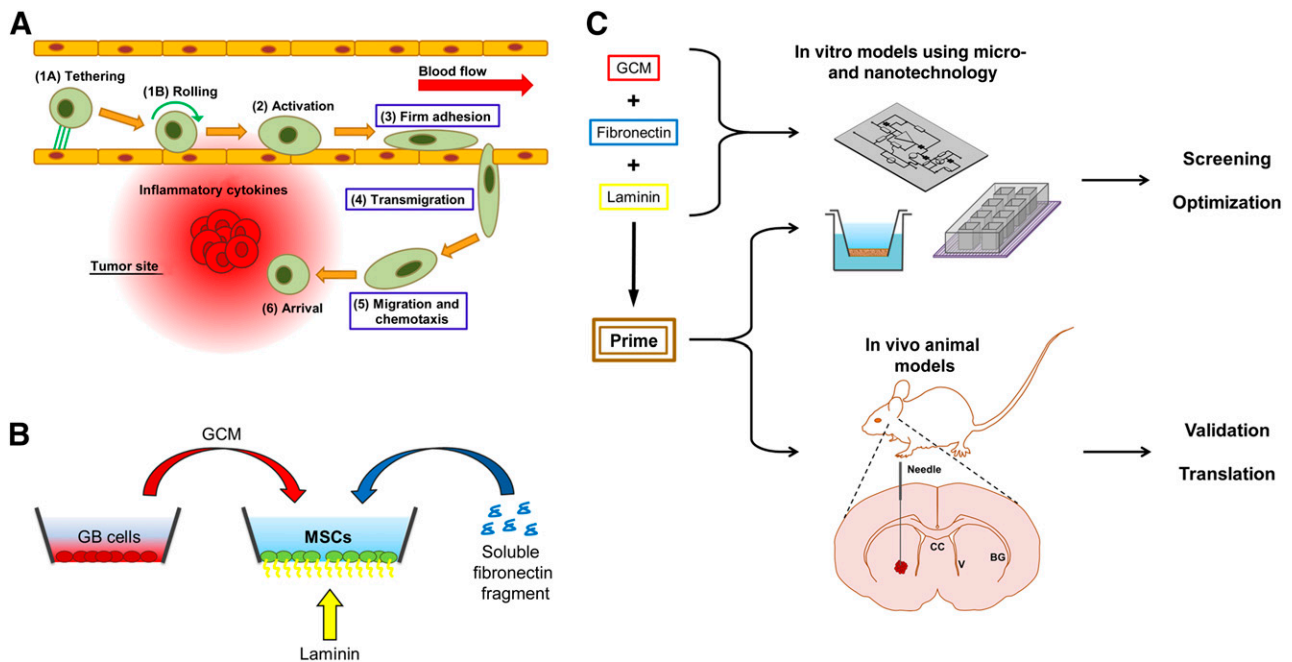 A
(1A) Tethering
(1B) Rolling
(2) Activation
Blood flow
(3) Firm adhesion
Inflammatory cytokines
(4) Transmigration
Tumor site
(6) Arrival
(5) Migration and
chemotaxis
B
GCM
GB cells
MSCs
Soluble
fibronectin
fragment
Laminin
C
GCM
+
Fibronectin
+
Laminin
Prime
In vitro models using micro-
and nanotechnology
Screening
Optimization
In vivo animal
models
Needle
CC
V
BG
Validation
Translation